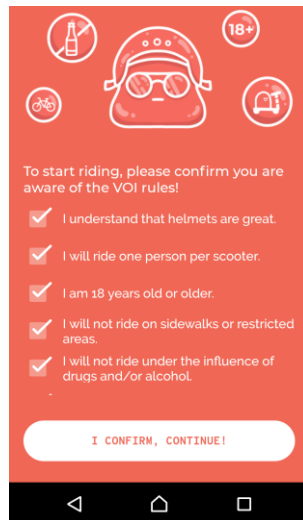 18+
To start riding, please confirm you are
aware of the VOI rules!
I understand that helmets are great.
I will ride one person per scooter.
I am 18 years old or older.
I will not ride on sidewalks or restricted
areas.
I will not ride under the influence of
drugs and/or alcohol.
I CONFIRM, CONTINUE!